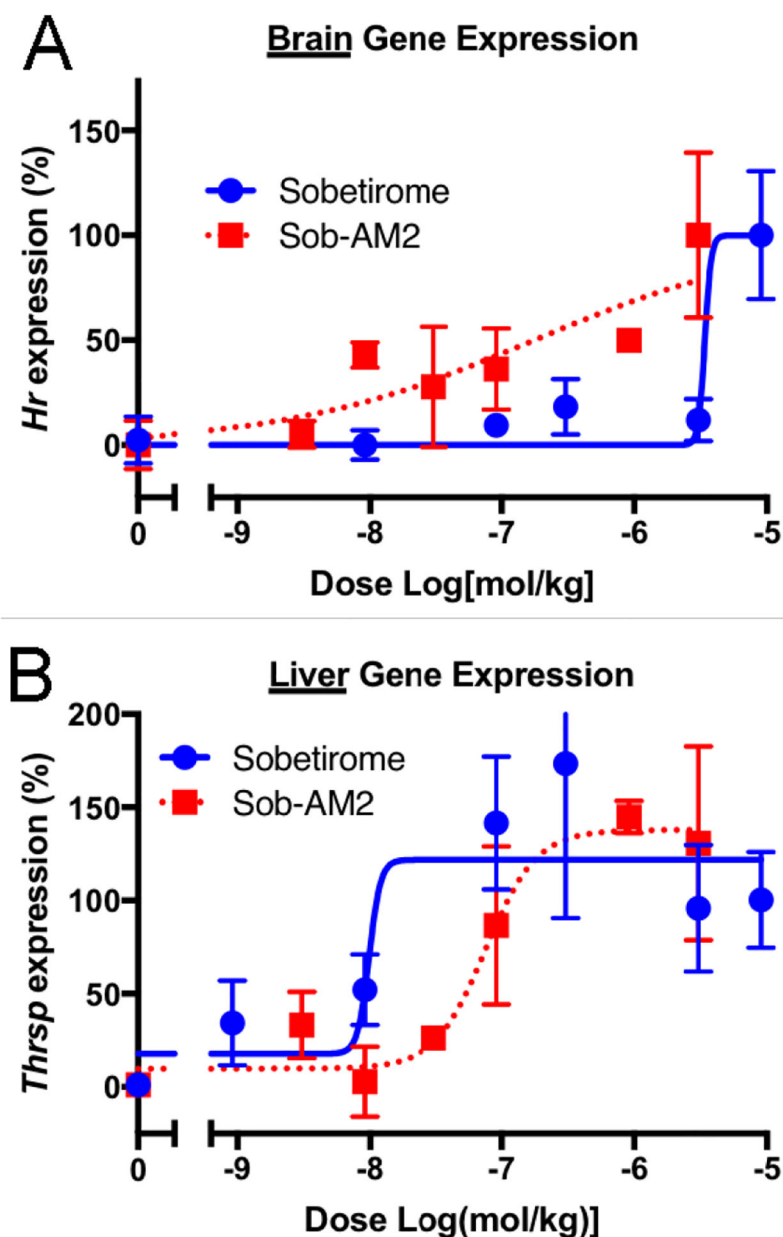 A
Brain Gene Expression
150
100
50
0
Hr expression (%)
Sobetirome
Sob-AM2
0 -9 -8 -7 -6 -5
Dose Log[mol/kg]
B
Liver Gene Expression
200
150
100
50
0
Thrsp expression (%)
Sobetirome
Sob-AM2
0 -9 -8 -7 -6 -5
Dose Log(mol/kg)]